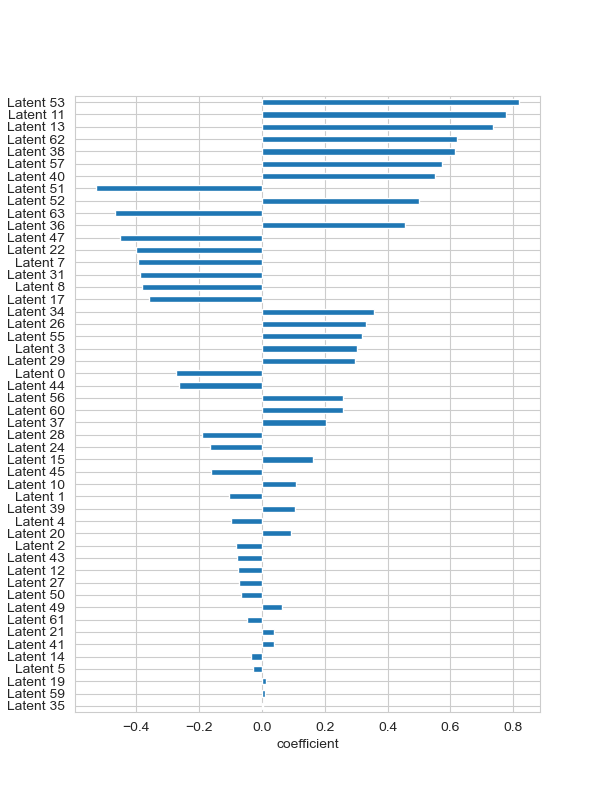 Latent 53
Latent 11
Latent 13
Latent 62
Latent 38
Latent 57
Latent 40
Latent 51
Latent 52
Latent 63
Latent 36
Latent 47
Latent 22
Latent 7
Latent 31
Latent 8
Latent 17
Latent 34
Latent 26
Latent 55
Latent 3
Latent 29
Latent 0
Latent 44
Latent 56
Latent 60
Latent 37
Latent 28
Latent 24
Latent 15
Latent 45
Latent 10
Latent 1
Latent 39
Latent 4
Latent 20
Latent 2
Latent 43
Latent 12
Latent 27
Latent 50
Latent 49
Latent 61
Latent 21
Latent 41
Latent 14
Latent 5
Latent 19
Latent 59
Latent 35
−0.4 −0.2 0.0 0.2 0.4 0.6 0.8
coefficient